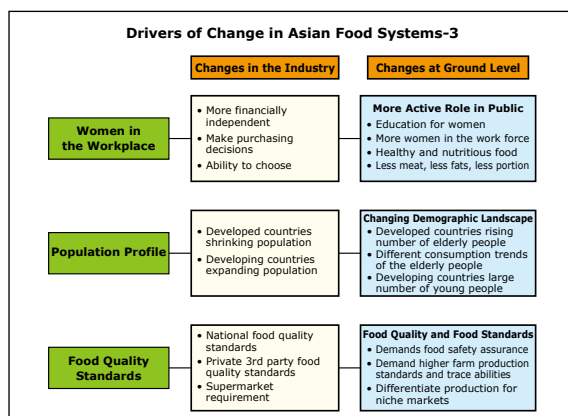 Drivers of Change in Asian Food Systems-3
Changes in the Industry
Changes at Ground Level
Women in
the Workplace
• More financially
independent
• Make purchasing
decisions
• Ability to choose
More Active Role in Public
• Education for women
• More women in the work force
• Healthy and nutritious food
• Less meat, less fats, less portion
Population Profile
• Developed countries
shrinking population
• Developing countries
expanding population
Changing Demographic Landscape
• Developed countries rising
number of elderly people
• Different consumption trends
of the elderly people
• Developing countries large
number of young people
Food Quality
Standards
• National food quality
standards
• Private 3rd party food
quality standards
• Supermarket
requirement
Food Quality and Food Standards
• Demands food safety assurance
• Demand higher farm production
standards and trace abilities
• Differentiate production for
niche markets